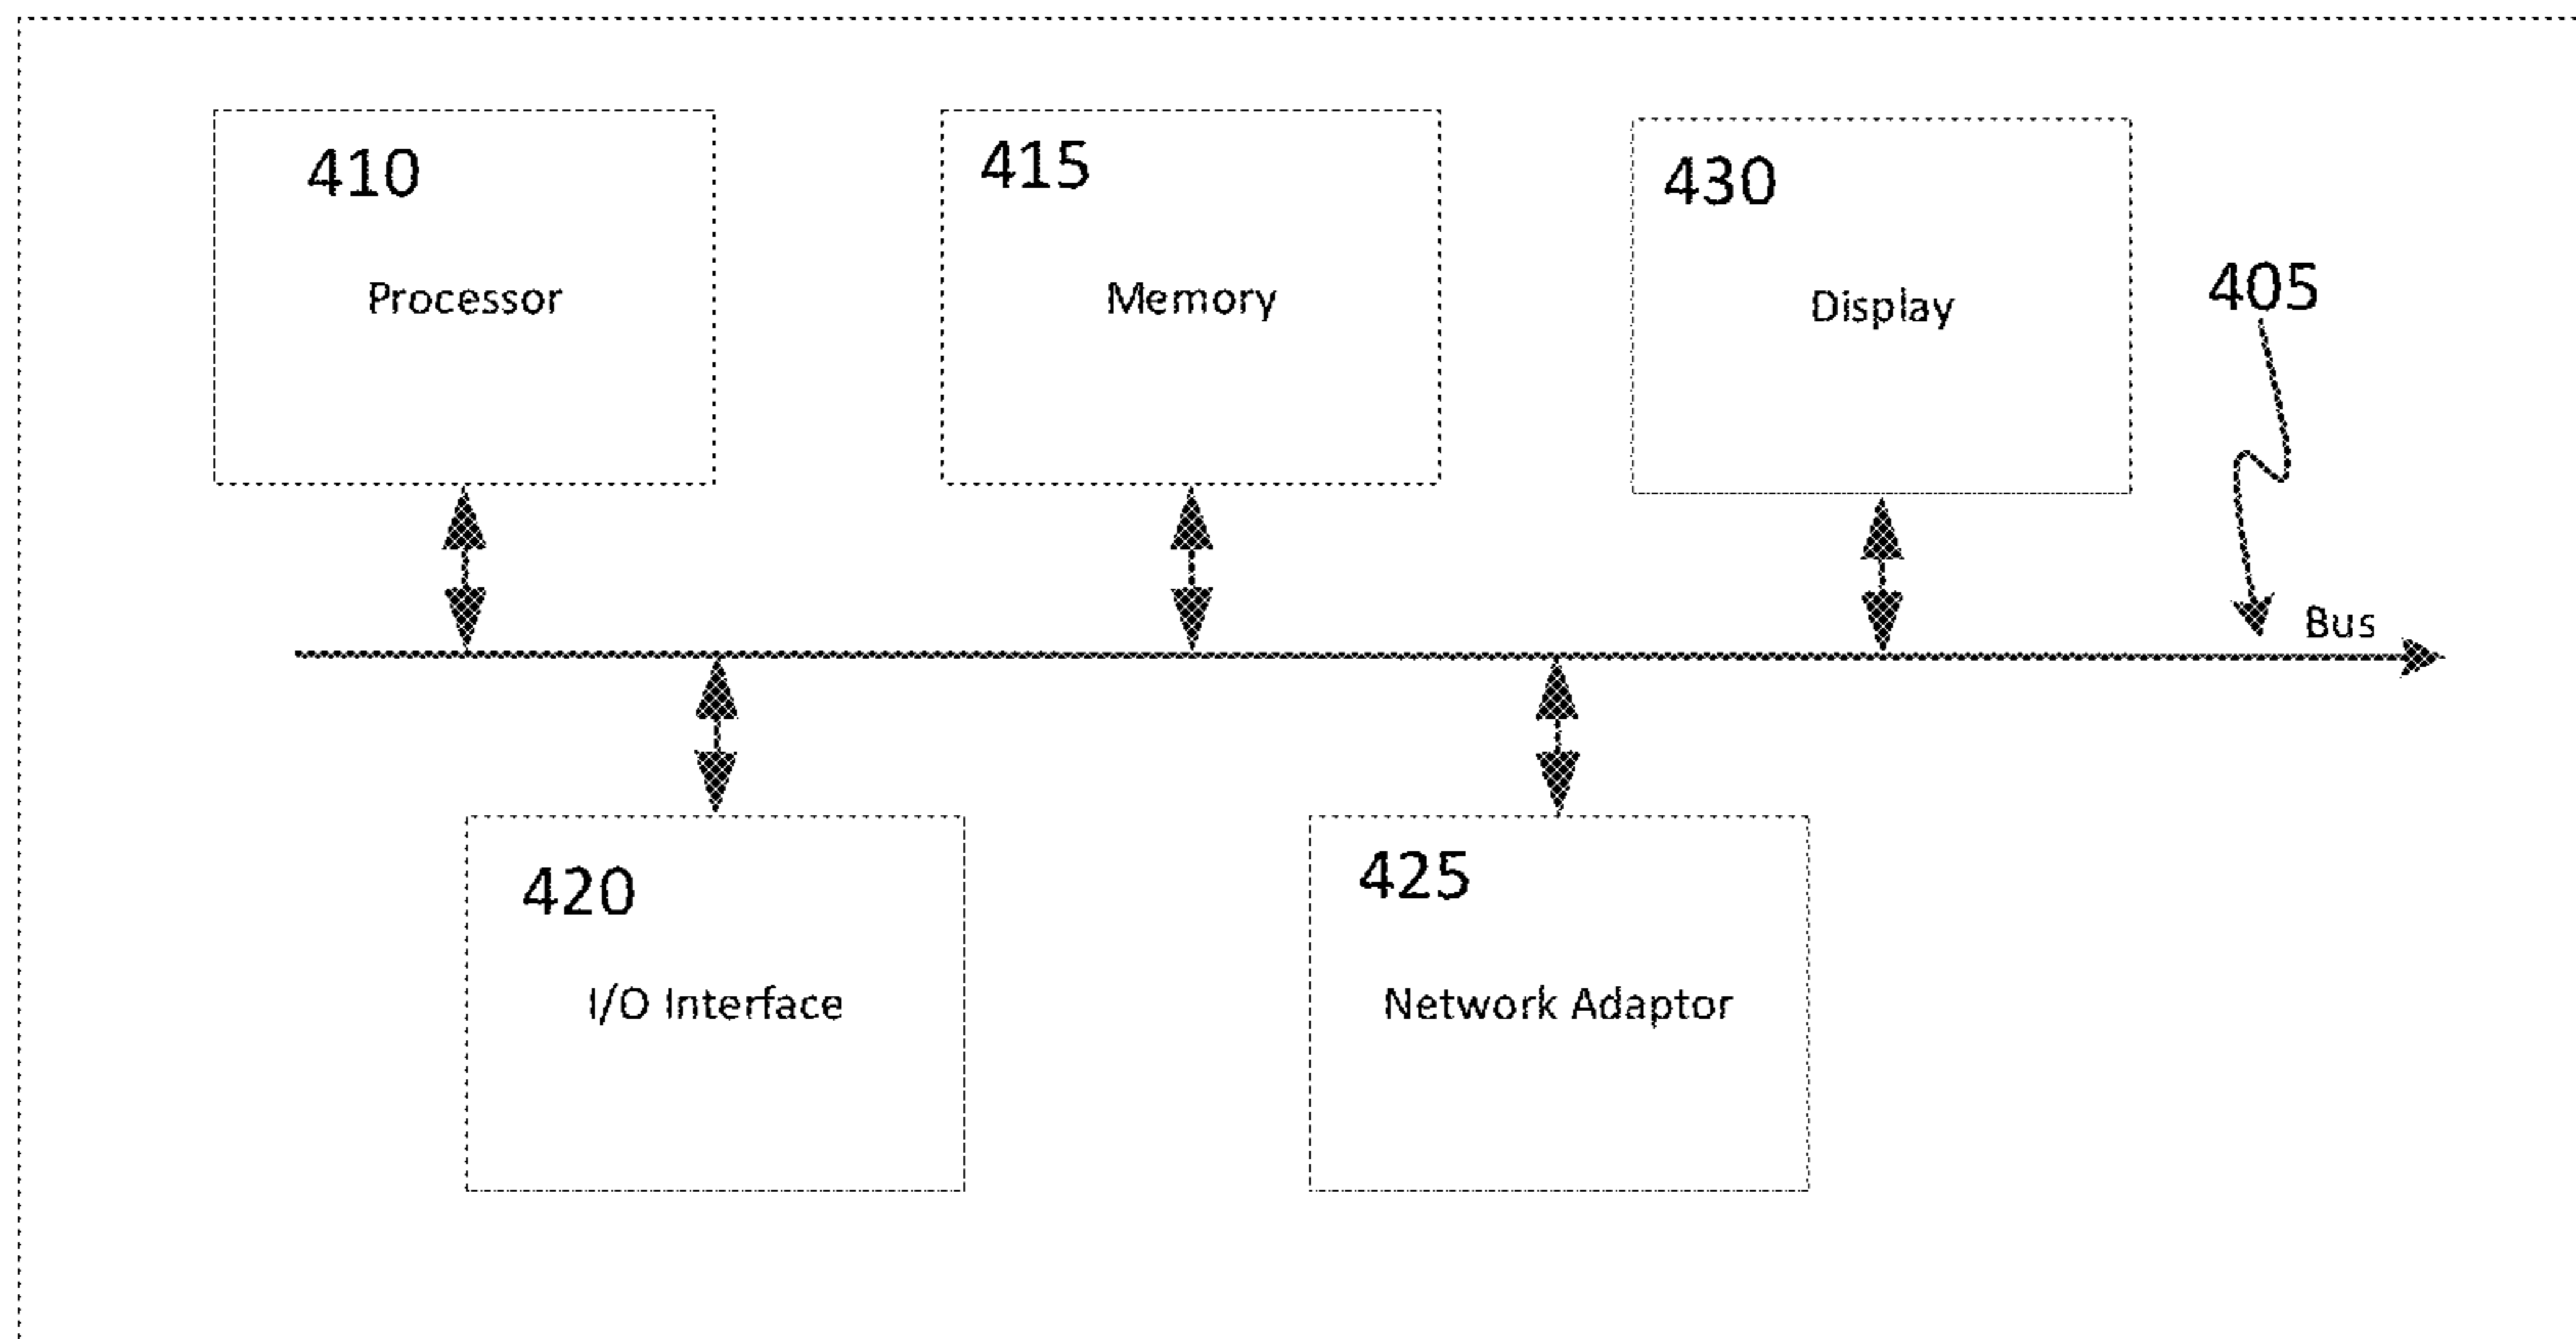 410
Processor
415
Memory
430
Display
405
Bus
420
I/O Interface
425
Network Adaptor